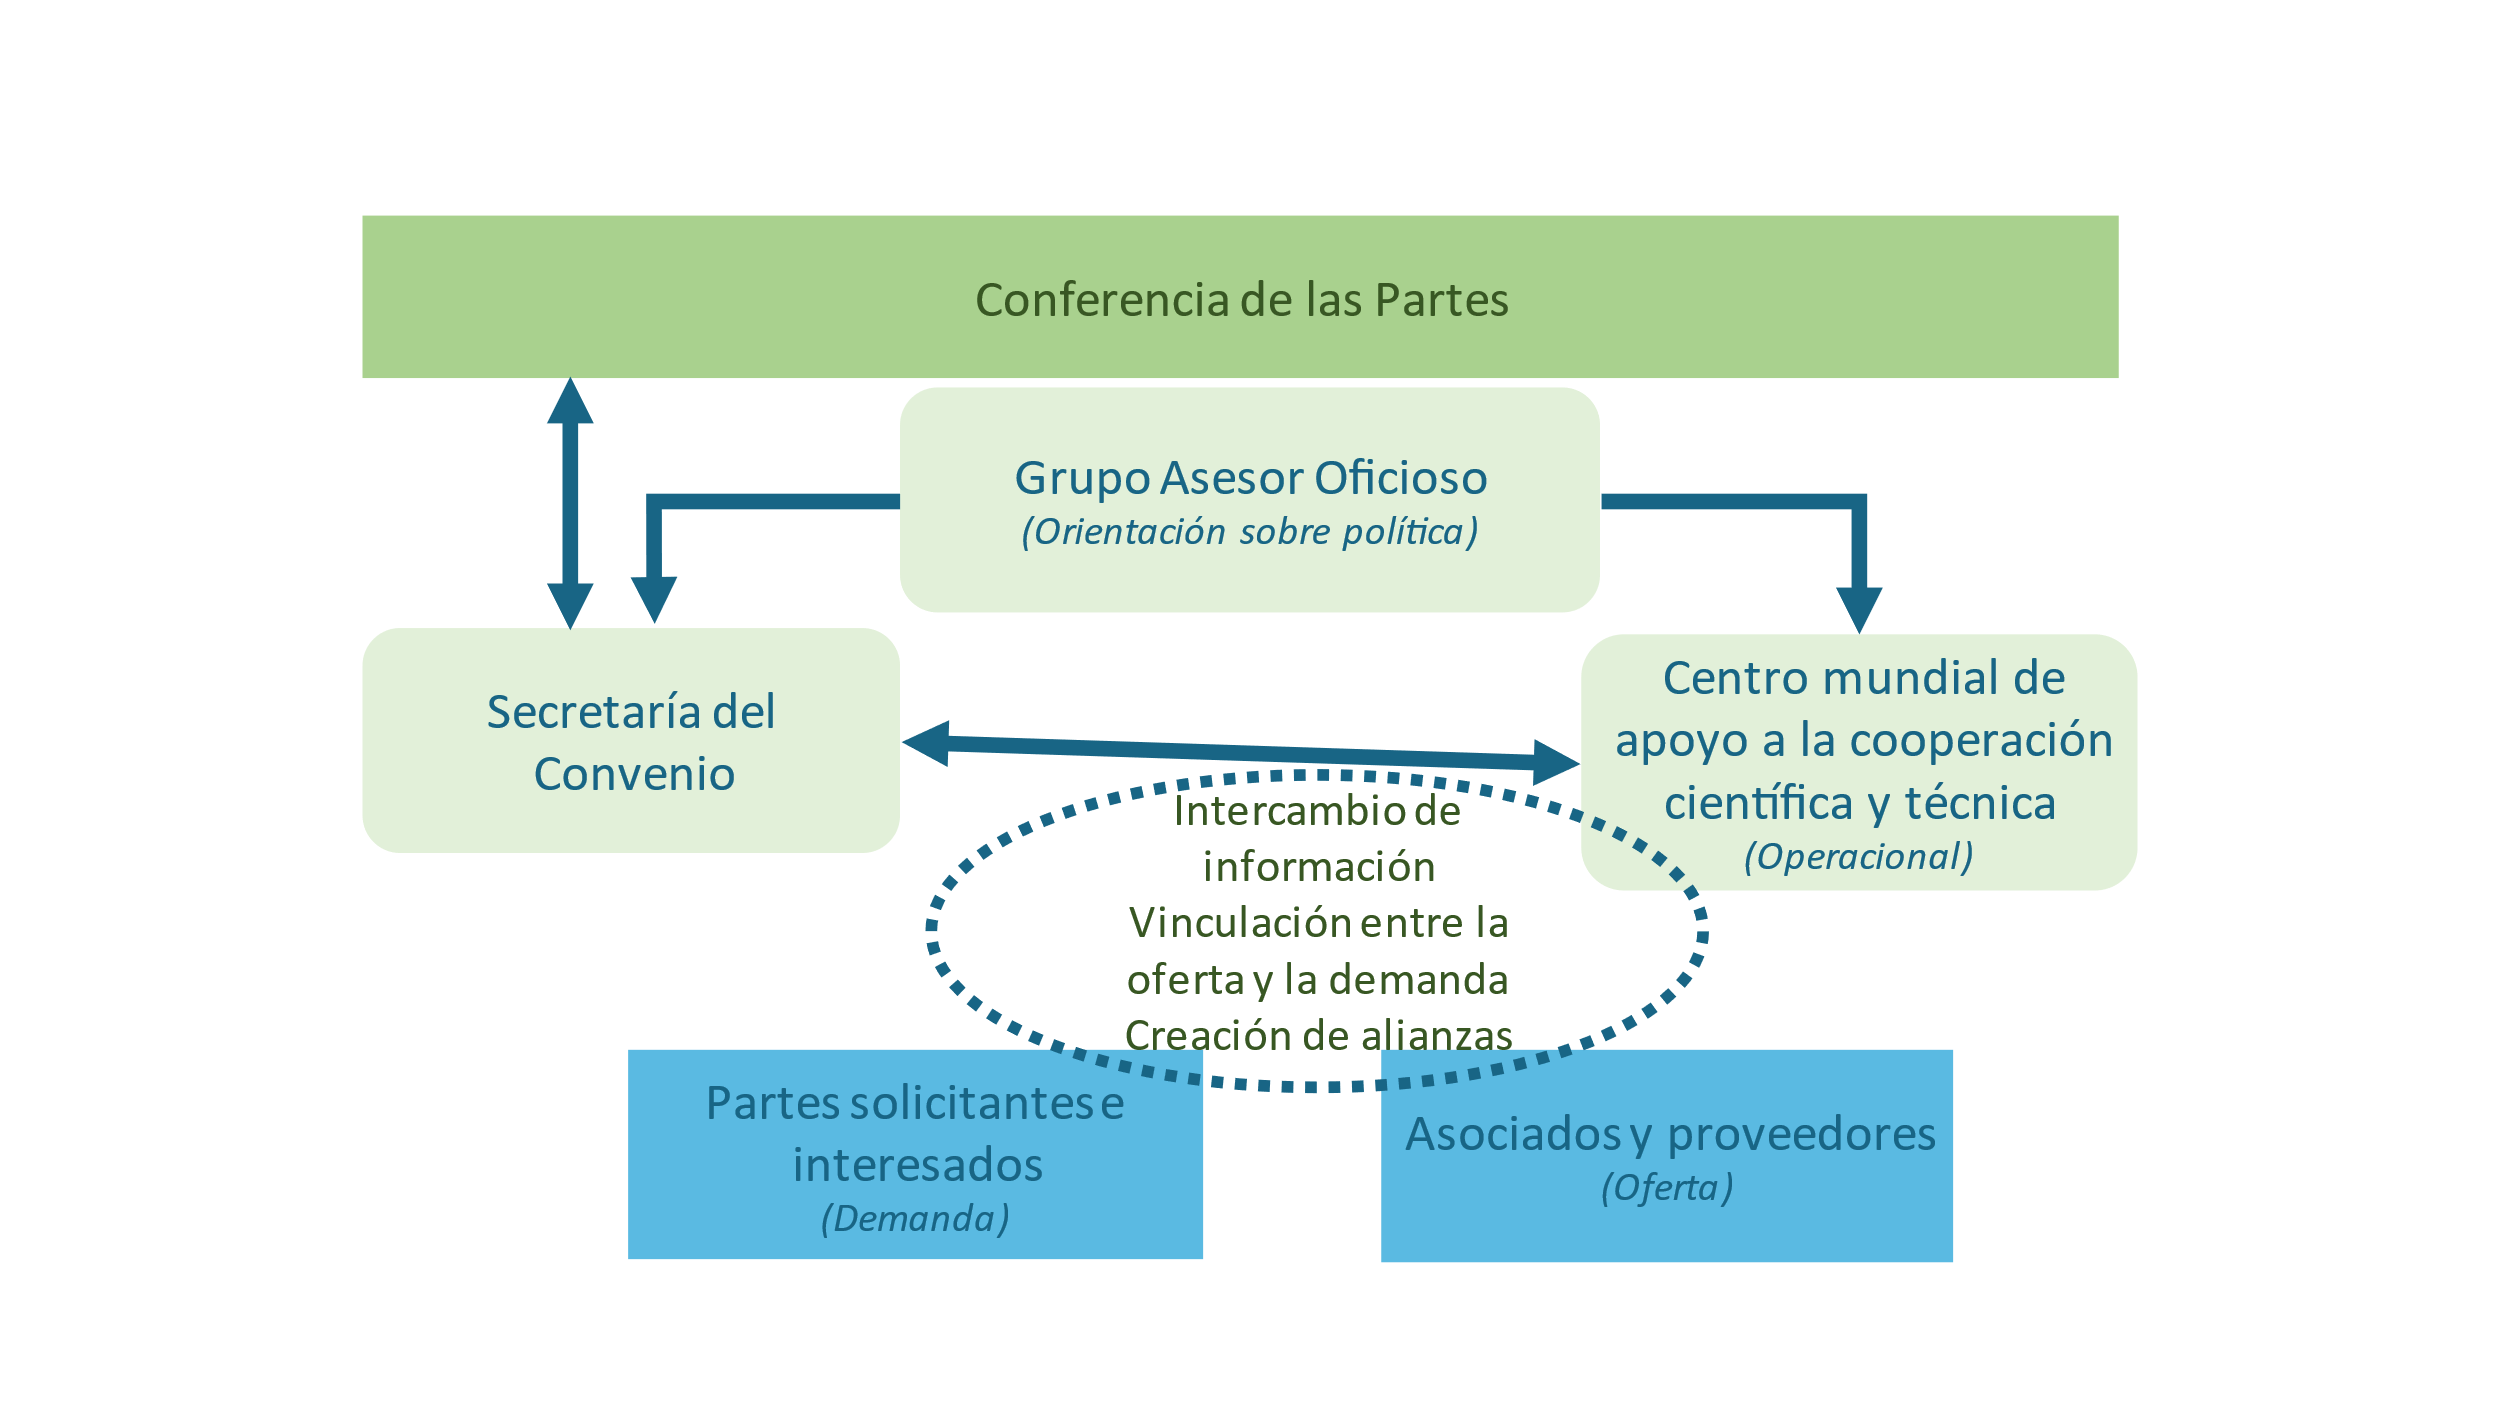 Conferencia de las Partes
Grupo Asesor Oficioso
(Orientación sobre política)
Secretaría del
Convenio
Centro mundial de
apoyo a la cooperación
científica y técnica
(Operacional)
Intercambio de
información
Vinculación entre la
oferta y la demanda
Creación de alianzas
Partes solicitantes e
interesados
(Demanda)
Asociados y proveedores
(Oferta)